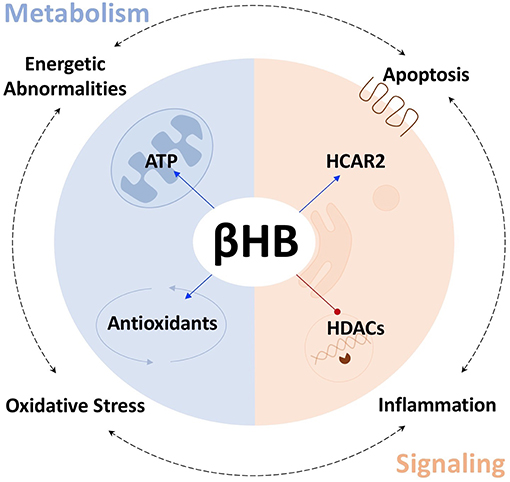 Metabolism
Energetic
Abnormalities
Apoptosis
ATP
HCAR2
βHB
Antioxidants
HDACs
Oxidative Stress
Inflammation
Signaling